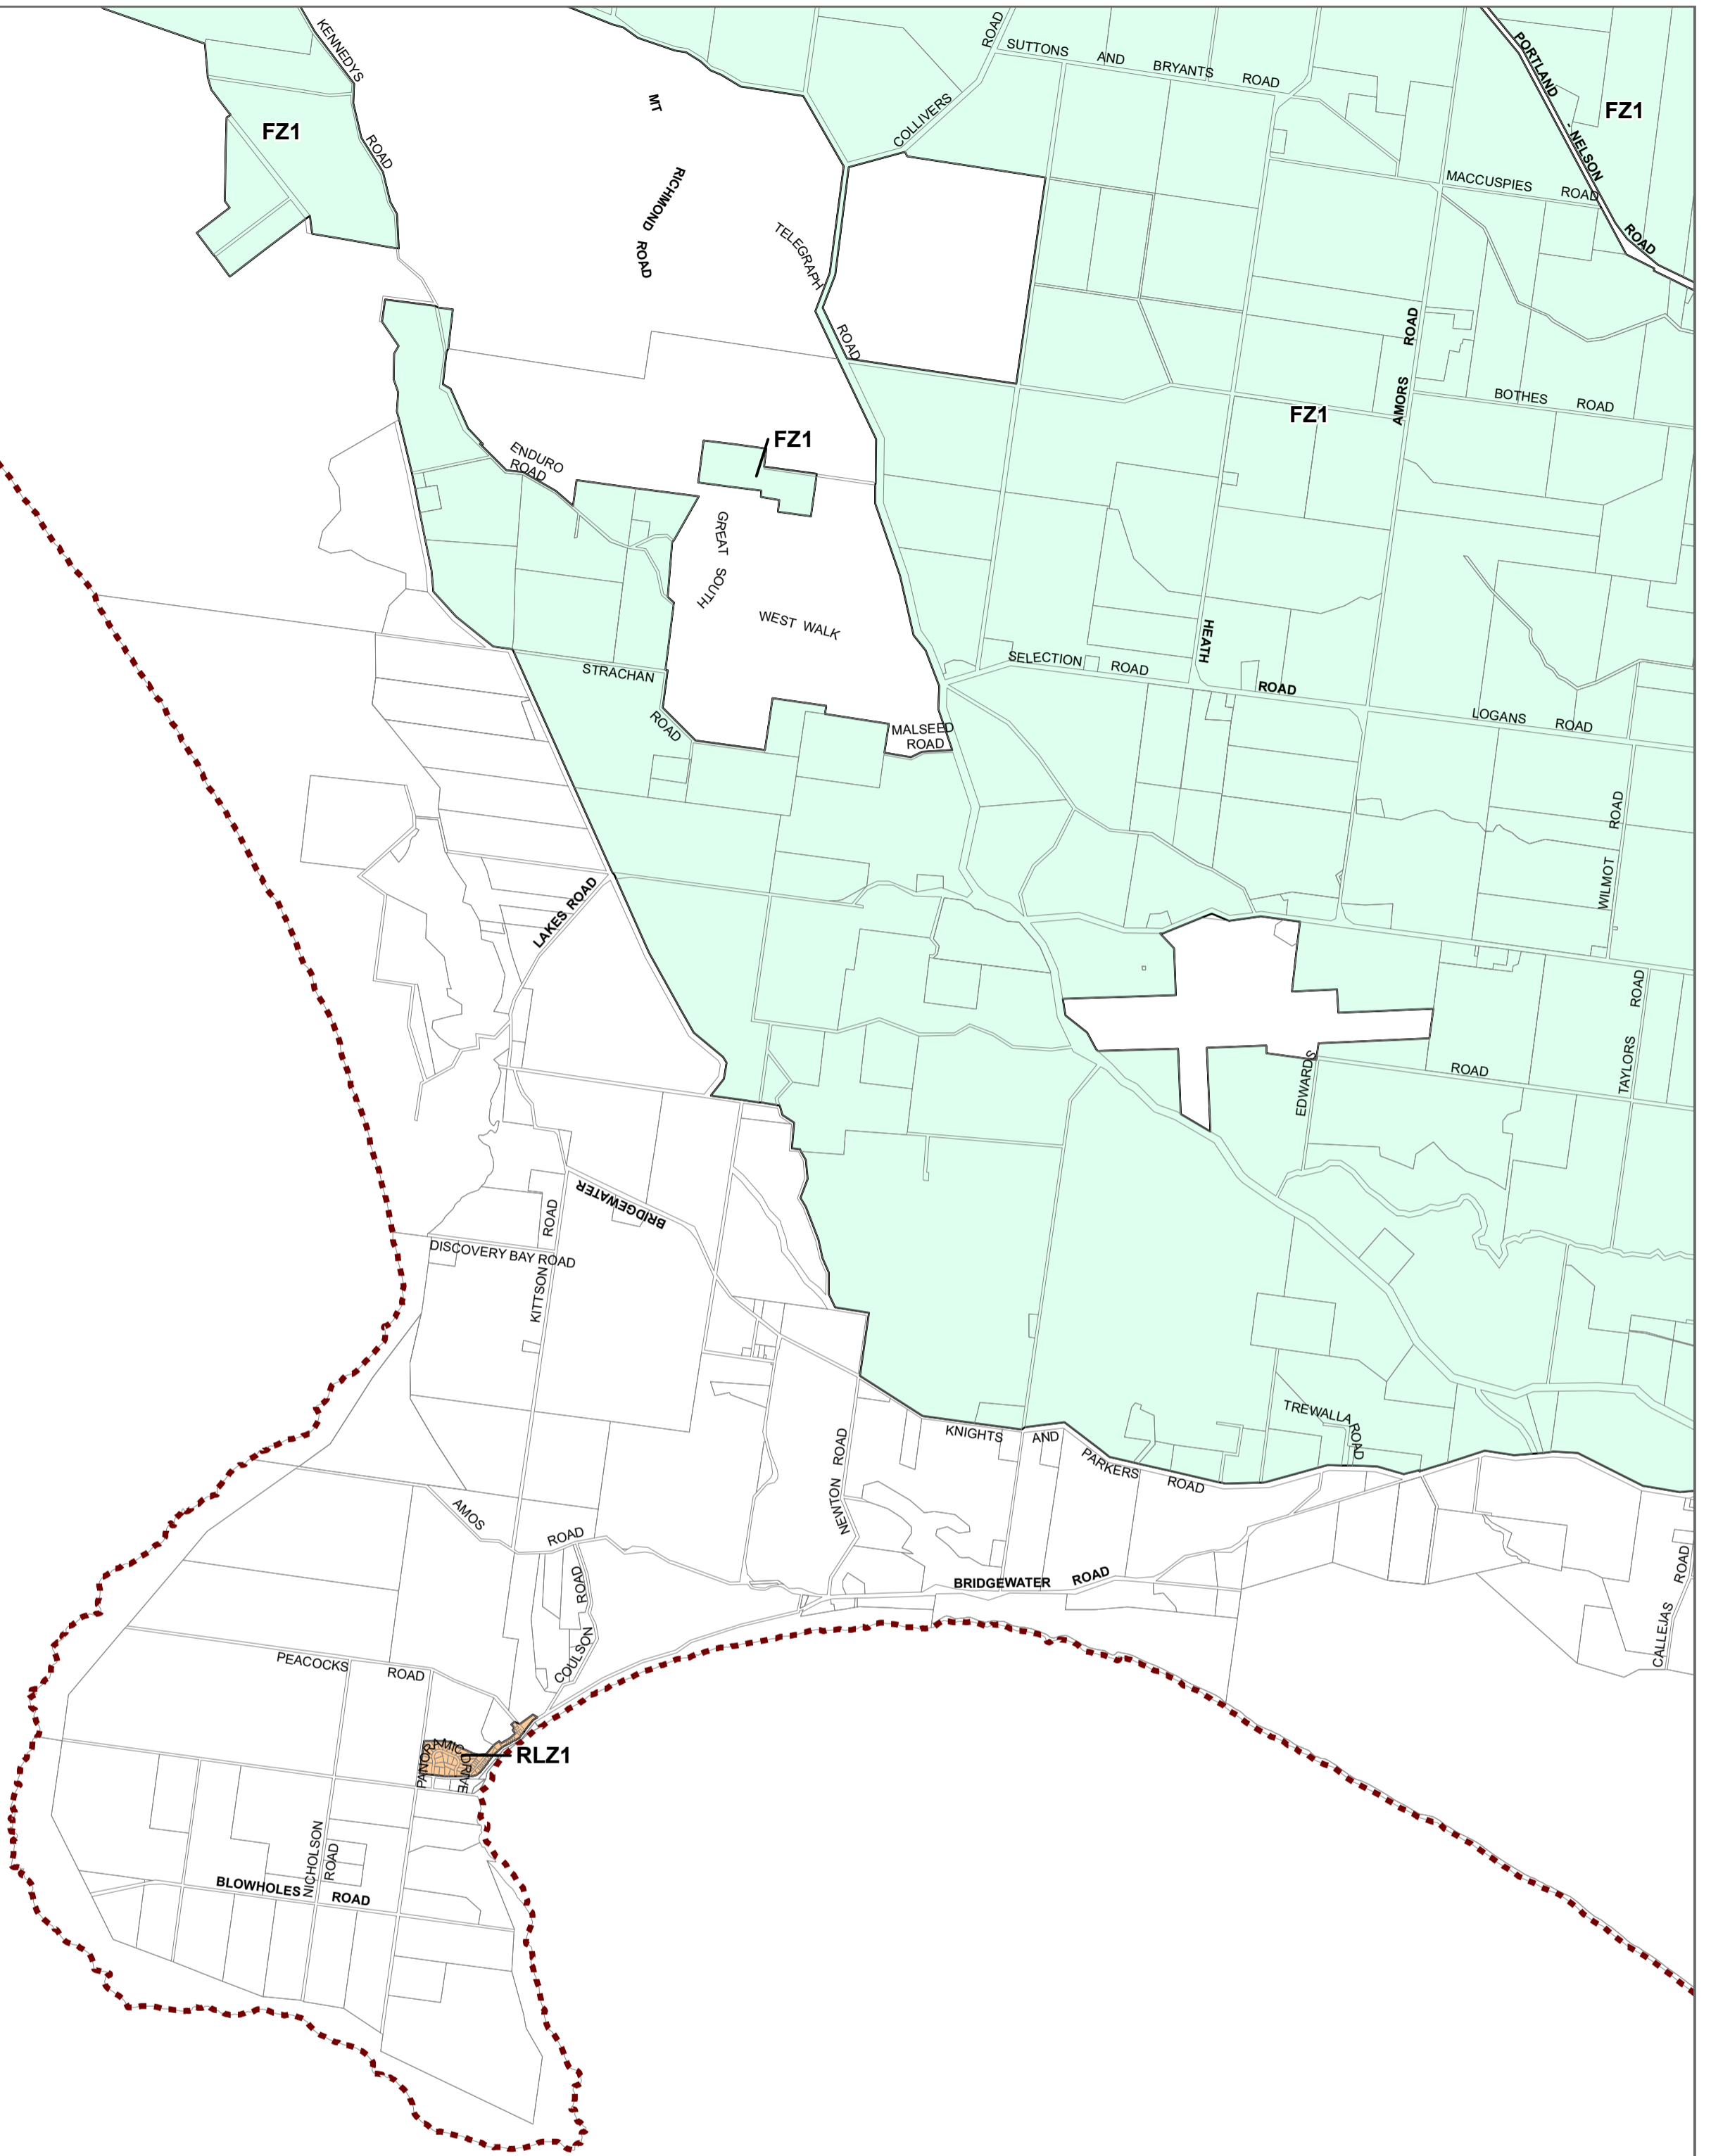 KENNEDYS
ROAD
FZ1
MT
RICHMOND ROAD
TELEGRAPH
ROAD
COLLIVERS
ROAD
SUTTONS AND BRYANTS ROAD
PORTLAND - NELSON
ROAD
FZ1
MACCUSPIES ROAD
AMORS ROAD
BOTHES ROAD
FZ1
FZ1
ENDURO
ROAD
GREAT SOUTH
WEST WALK
STRACHAN
ROAD
MALSEED
ROAD
SELECTION ROAD
HEATH
ROAD
LOGANS ROAD
WILMOT ROAD
LAKES ROAD
TAYLORS ROAD
EDWARDS
ROAD
BRIDGEWATER
DISCOVERY BAY ROAD
KITTSON ROAD
KNIGHTS AND
PARKERS ROAD
TREWALLA
ROAD
NEWTON ROAD
AMOS
ROAD
COULSON ROAD
BRIDGEWATER ROAD
CALLEJAS ROAD
PEACOCKS ROAD
PANORAMIC
DRIVE
RLZ1
NICHOLSON
ROAD
BLOWHOLES ROAD